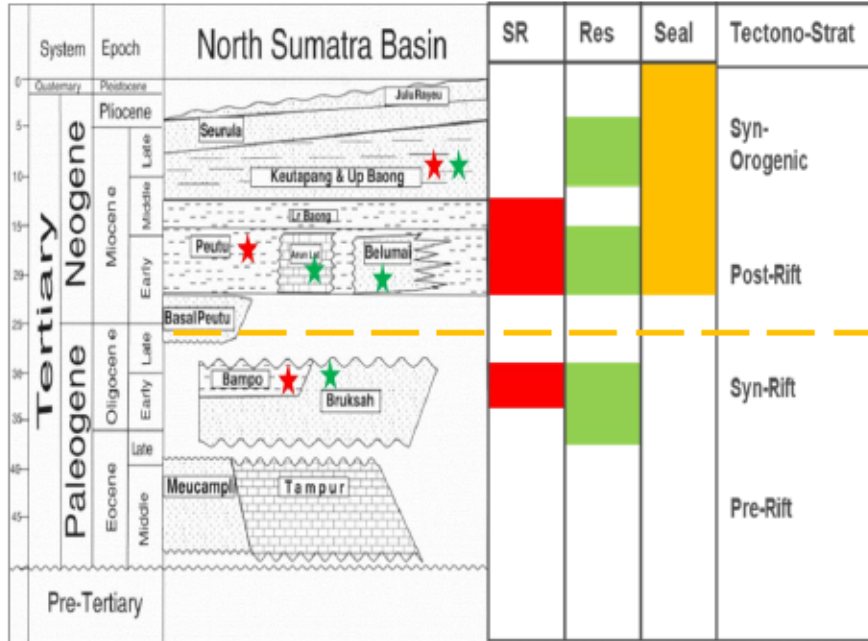 System Epoch North Sumatra Basin SR Res Seal Tectono-Strat
0
Quaternary Pleistocene
Julu Rayeu
Pliocene
5
Seurula
Syn-
Orogenic
Late
10
Keutapang & Up Baong
Middle
Lr Baong
15
Neogene
Miocene
Peutu
Belumai
20
Early
Post-Rift
Basal Peutu
25
Tertiary
Late
30
Bampo
Oligocene
Early
Bruksah
Syn-Rift
35
Late
40
Paleogene
Meucampli
Tampur
Eocene
Middle
Pre-Rift
45
Pre-Tertiary